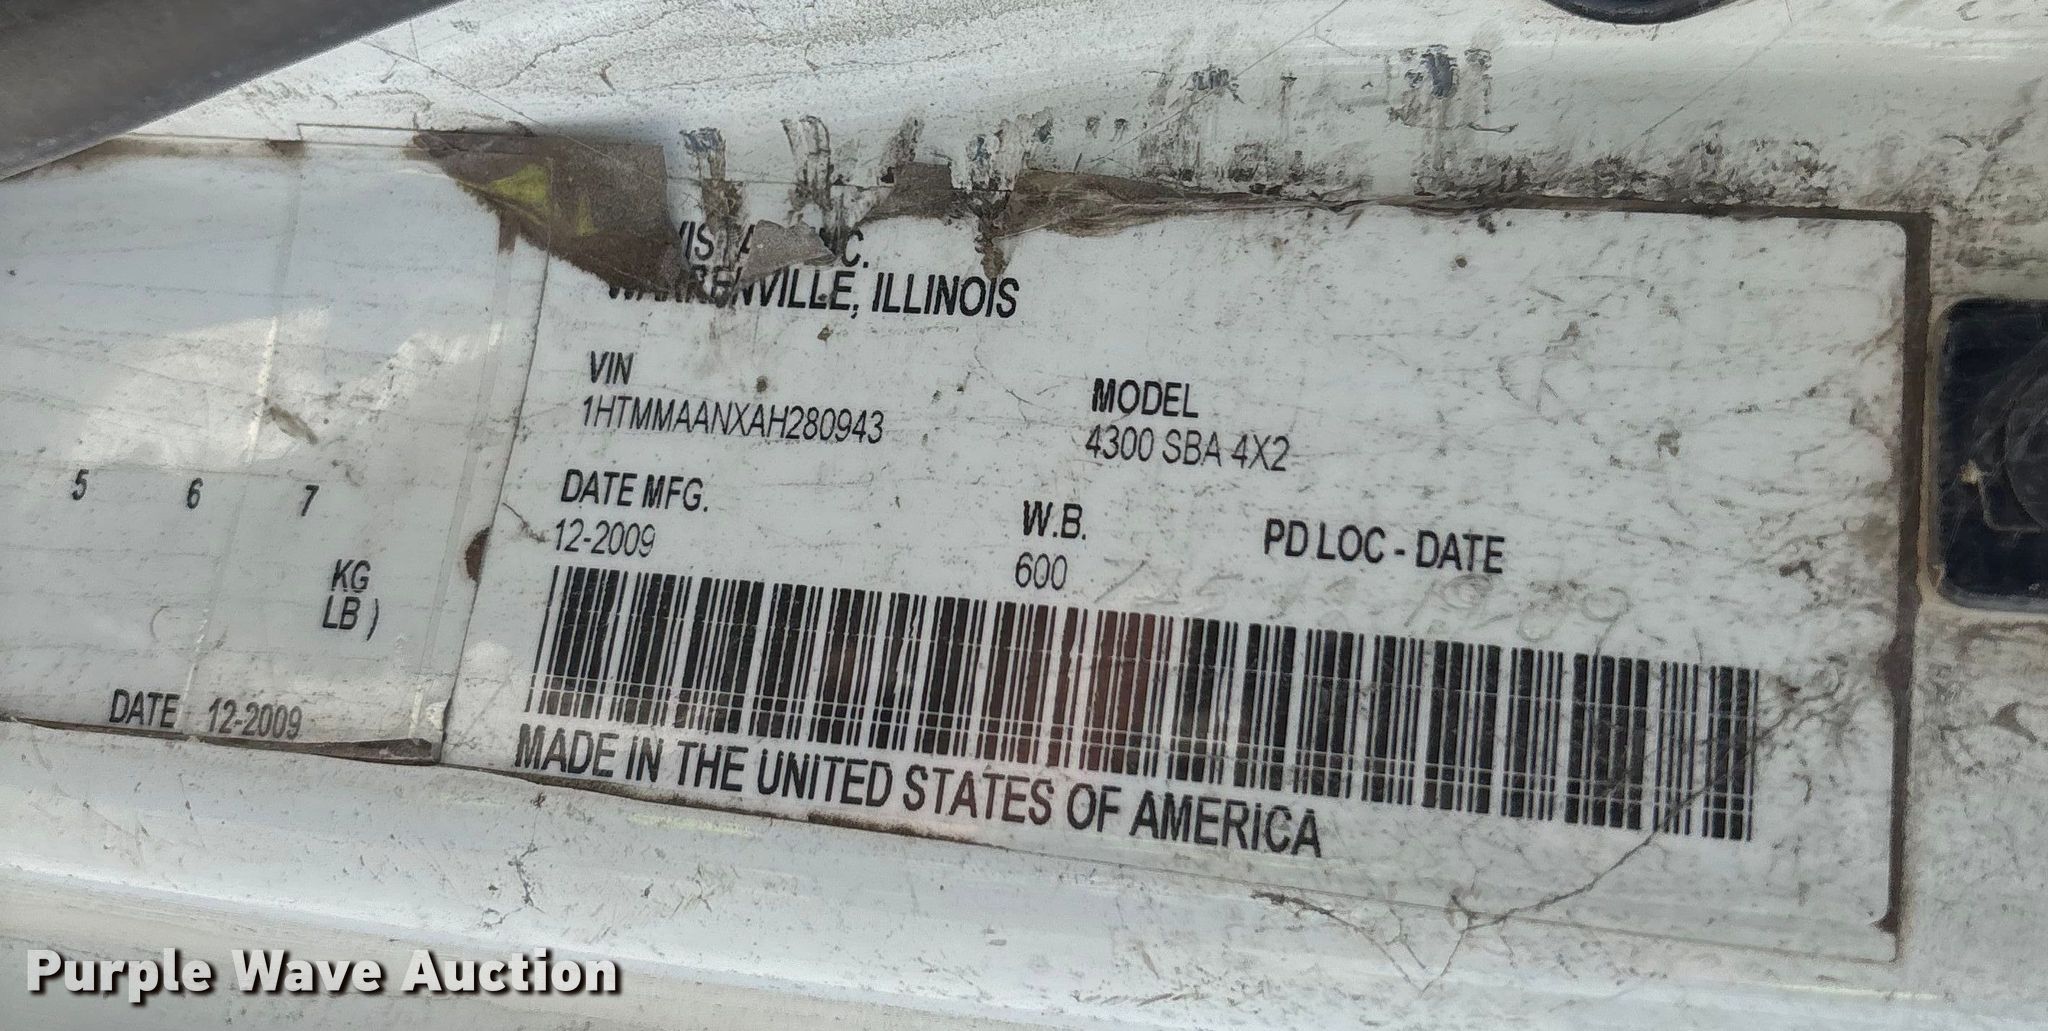 WARRENVILLE, ILLINOIS
VIN
1HTMMAANXAH280943
MODEL
4300 SBA 4X2
DATE MFG.
12-2009
W.B.
600
PD LOC - DATE
MADE IN THE UNITED STATES OF AMERICA
5 6 7
KG
LB )
DATE 12-2009
Purple Wave Auction